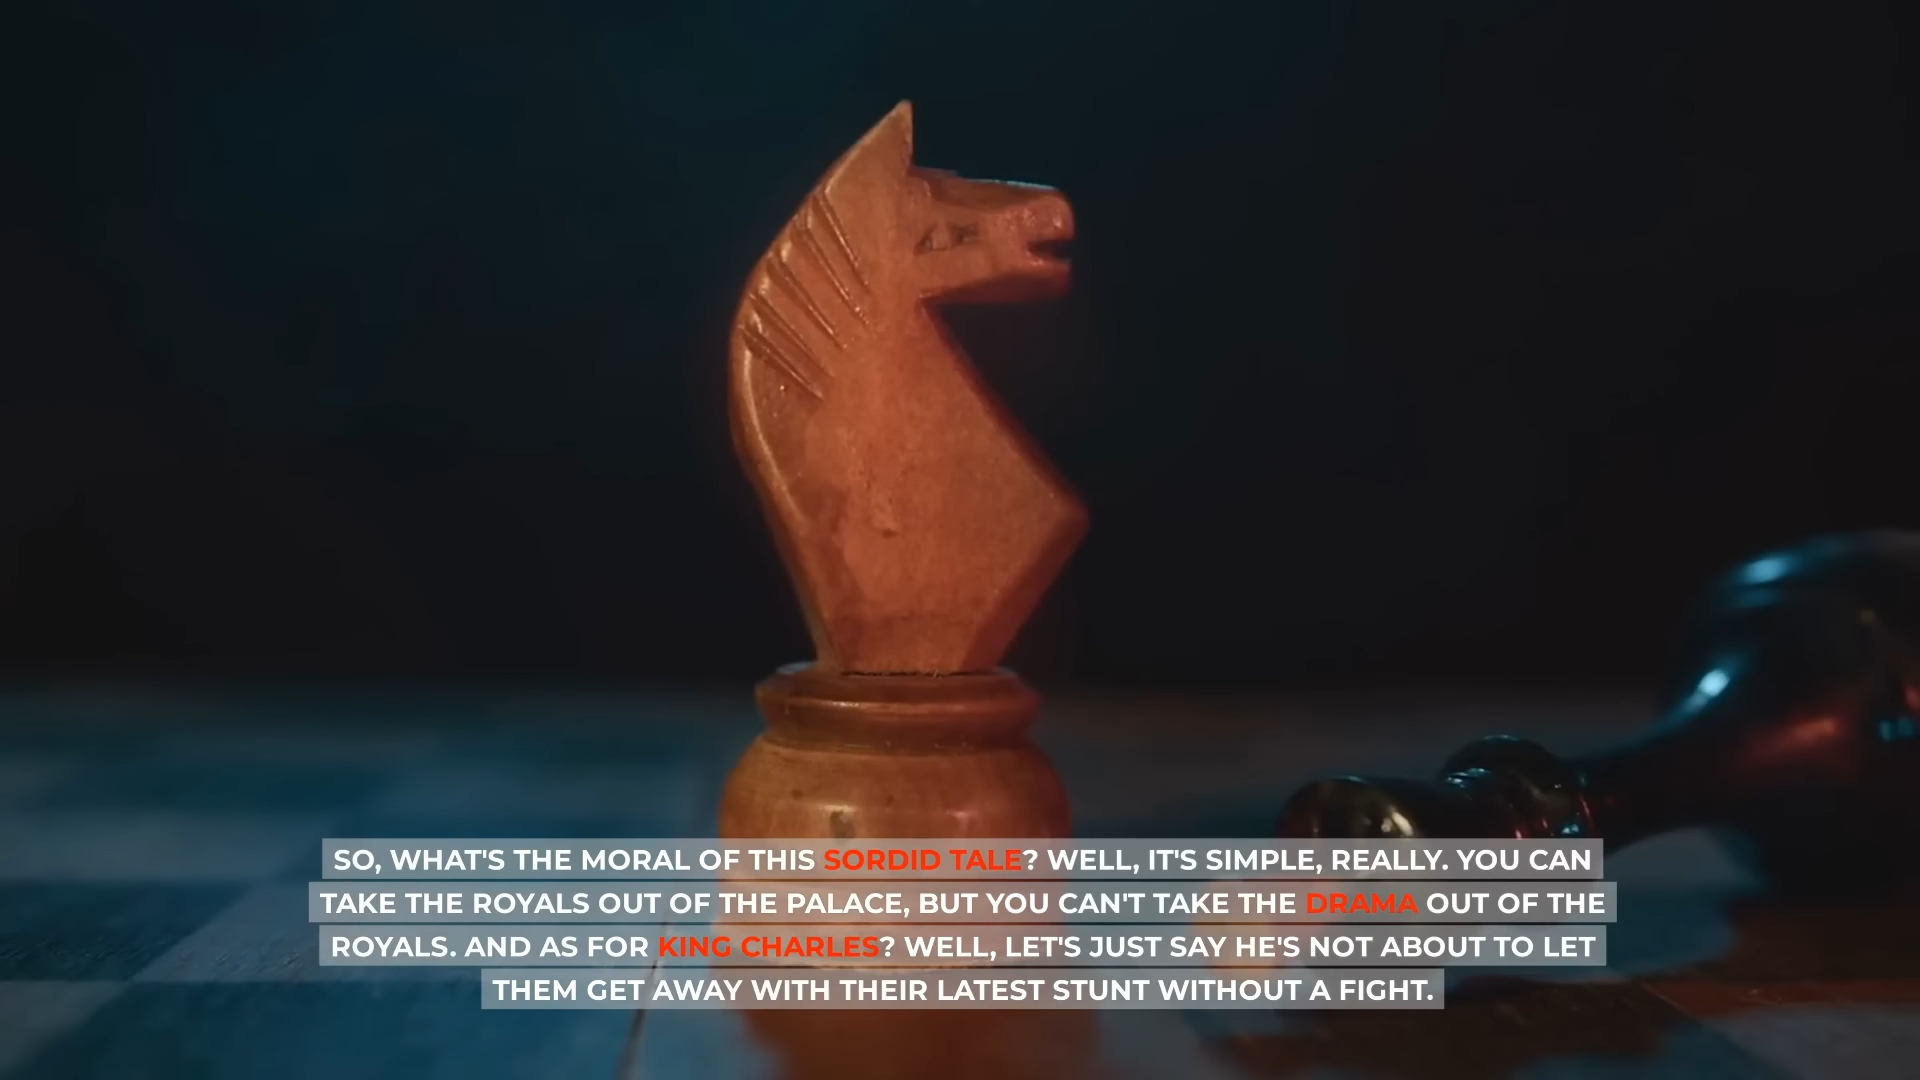 SO, WHAT'S THE MORAL OF THIS SORDID TALE? WELL, IT'S SIMPLE, REALLY. YOU CAN
TAKE THE ROYALS OUT OF THE PALACE, BUT YOU CAN'T TAKE THE DRAMA OUT OF THE
ROYALS. AND AS FOR KING CHARLES? WELL, LET'S JUST SAY HE'S NOT ABOUT TO LET
THEM GET AWAY WITH THEIR LATEST STUNT WITHOUT A FIGHT.